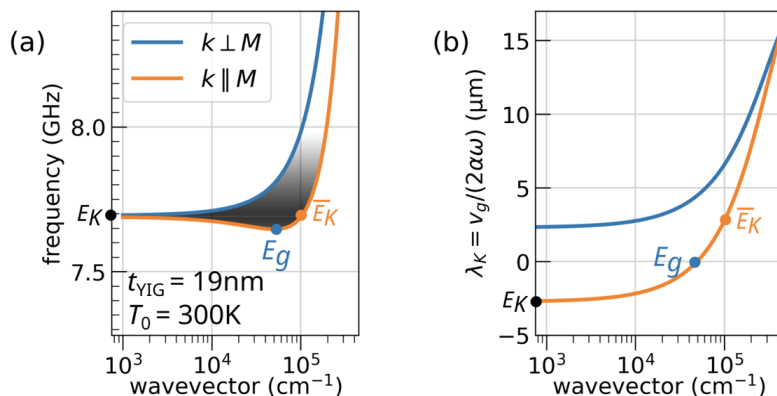 (a)
k ⊥ M
k ∥ M
8.0
7.5
frequency (GHz)
E_K
E̅_K
E_g
t_YIG = 19nm
T_0 = 300K
10^3
10^4
10^5
wavevector (cm^−1)
(b)
15
10
5
0
−5
λ_K = v_g/(2αω) (μm)
E̅_K
E_g
E_K
10^3
10^4
10^5
wavevector (cm^−1)